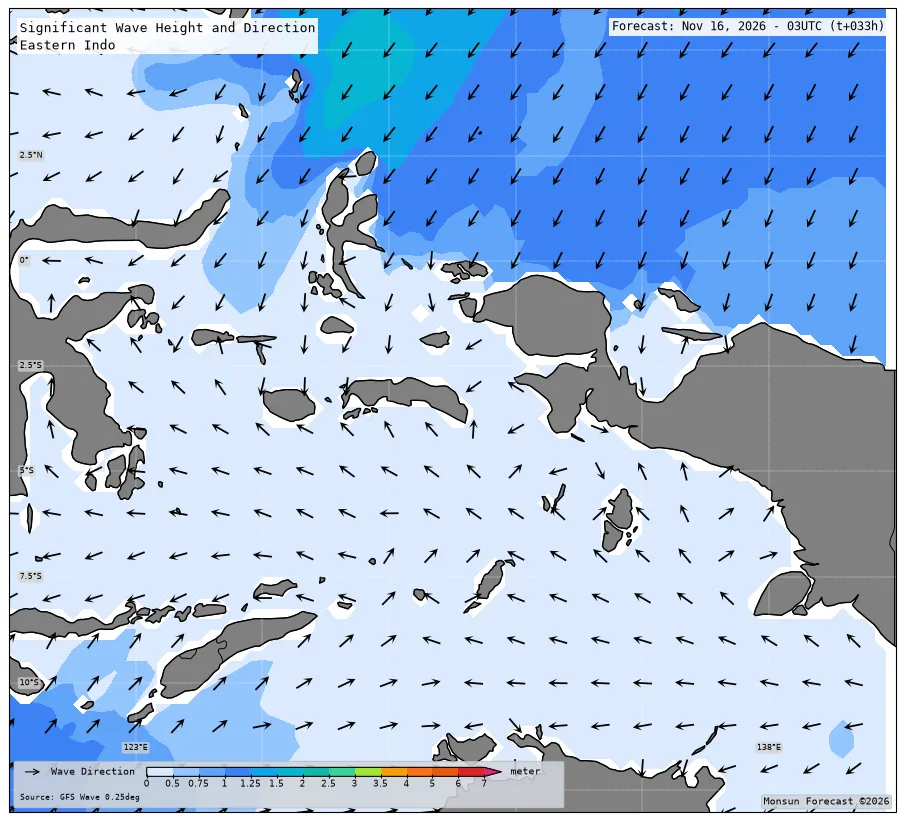 Significant Wave Height and Direction
Eastern Indo
Forecast: Nov 16, 2026 - 03UTC (t+033h)
2.5°N
0°
2.5°S
5°S
7.5°S
10°S
123°E
138°E
Wave Direction
meter
0 0.5 0.75 1 1.25 1.5 2 2.5 3 3.5 4 5 6 7
Source: GFS Wave 0.25deg
Monsun Forecast ©2026